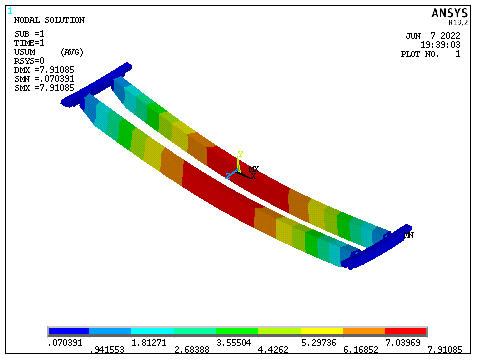 1
NODAL SOLUTION
SUB =1
TIME=1
USUM (AVG)
RSYS=0
DMX =7.91085
SMN =.070391
SMX =7.91085
ANSYS
JUN 7 2022
19:39:03
PLOT NO. 1
Y
MX
X
MN
.070391 1.81271 3.55504 5.29736 7.03969
.941553 2.68388 4.4262 6.16852 7.91085